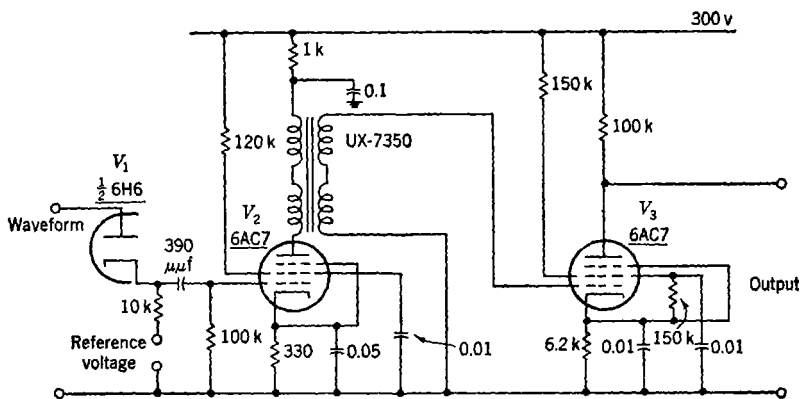 300 v
1 k
0.1
150 k
100 k
120 k
UX-7350
V₁
½ 6H6
Waveform
V₂
6AC7
V₃
6AC7
390
μμf
10 k
Reference
voltage
100 k
330
0.05
0.01
6.2 k
0.01
150 k
0.01
Output